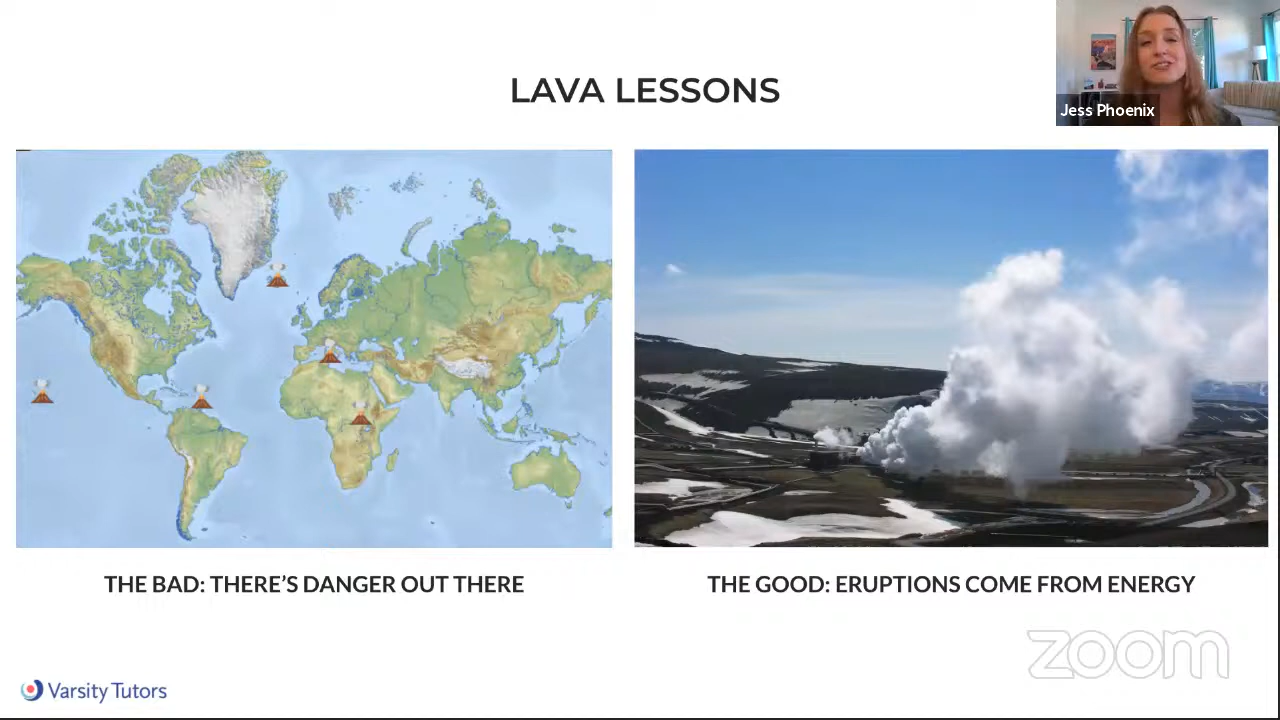 LAVA LESSONS
Jess Phoenix
THE BAD: THERE'S DANGER OUT THERE
THE GOOD: ERUPTIONS COME FROM ENERGY
zoom
Varsity Tutors